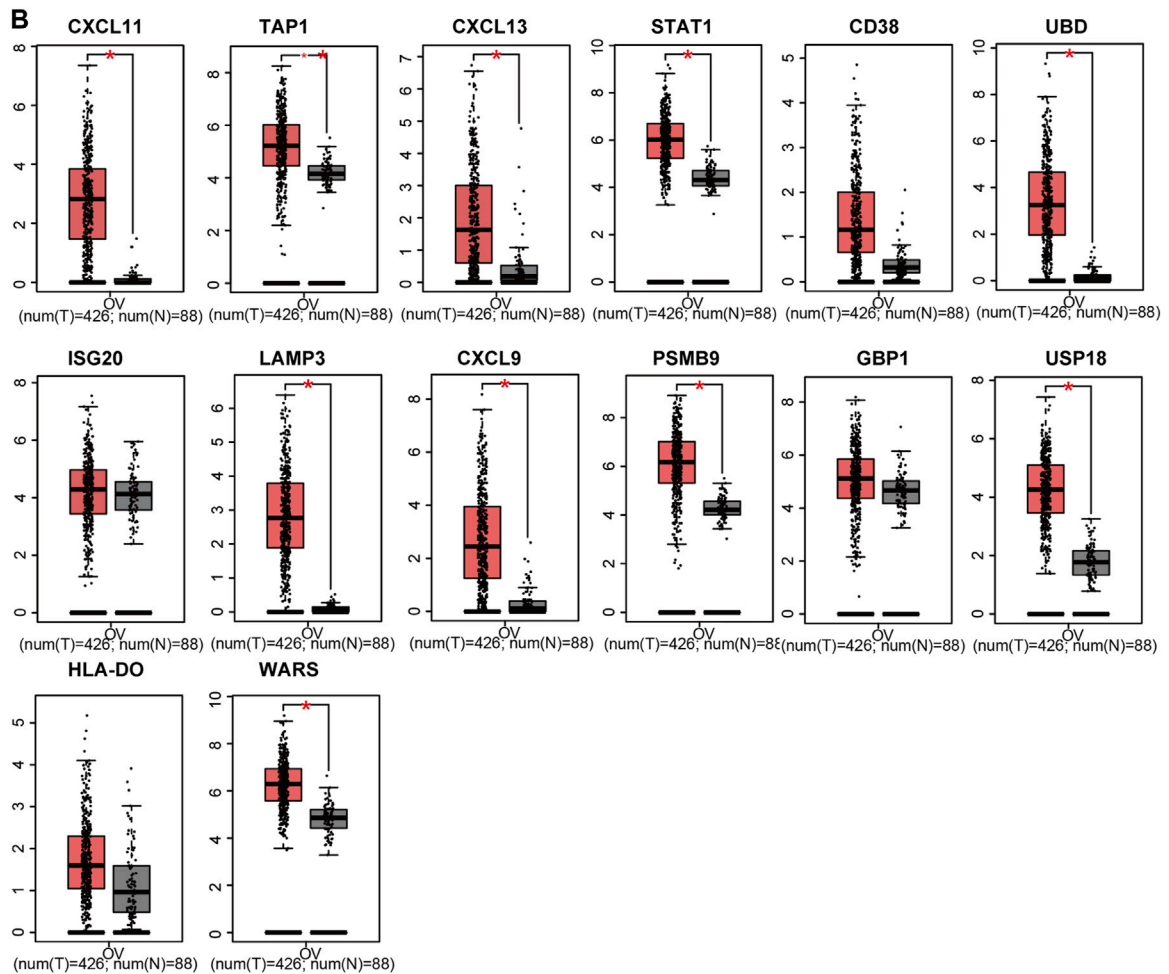 B
CXCL11 TAP1 CXCL13 STAT1 CD38 UBD
8 6 4 2 0
* 
8 6 4 2 0
* *
7 6 5 4 3 2 1 0
*
10 8 6 4 2 0
*
5 4 3 2 1 0
10 8 6 4 2 0
*
OV OV OV OV OV OV
(num(T)=426; num(N)=88) (num(T)=426; num(N)=88) (num(T)=426; num(N)=88) (num(T)=426; num(N)=88) (num(T)=426; num(N)=88) (num(T)=426; num(N)=88)
ISG20 LAMP3 CXCL9 PSMB9 GBP1 USP18
8 6 4 2 0
6 5 4 3 2 1 0
*
8 6 4 2 0
*
8 6 4 2 0
*
8 6 4 2 0
8 6 4 2 0
*
OV OV OV OV OV OV
(num(T)=426; num(N)=88) (num(T)=426; num(N)=88) (num(T)=426; num(N)=88) (num(T)=426; num(N)=88 (num(T)=426; num(N)=88) (num(T)=426; num(N)=88)
HLA-DO WARS
5 4 3 2 1 0
10 8 6 4 2 0
*
OV OV
(num(T)=426; num(N)=88) (num(T)=426; num(N)=88)